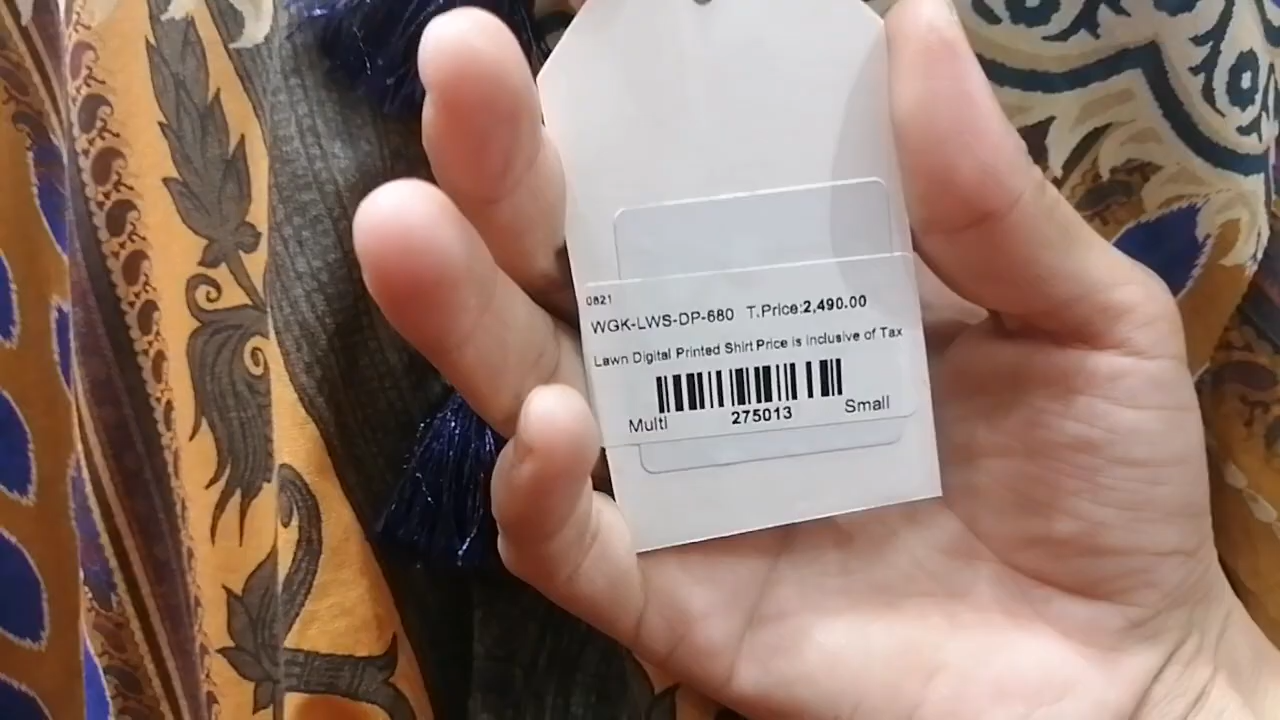 0821
WGK-LWS-DP-680 T.Price:2,490.00
Lawn Digital Printed Shirt Price is inclusive of Tax
Multi 275013 Small